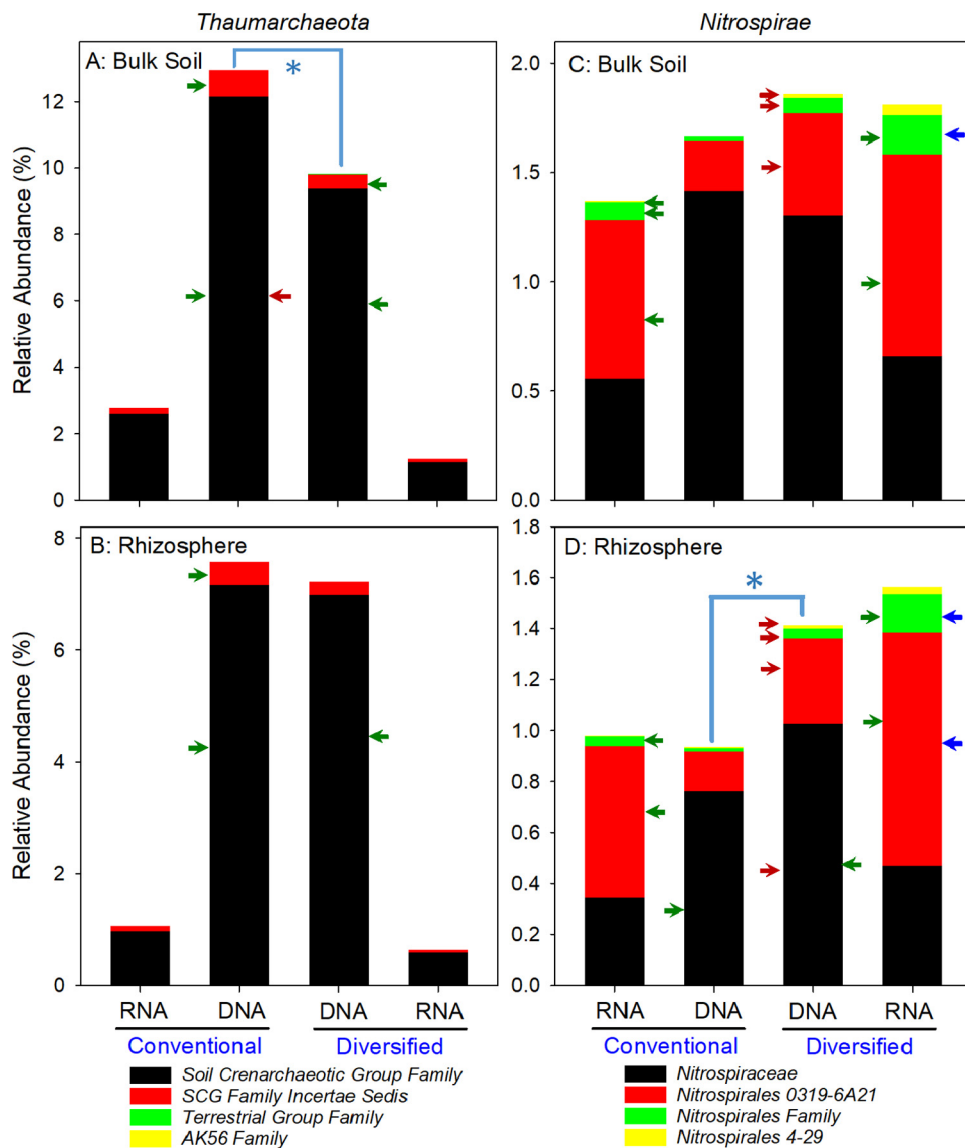 Thaumarchaeota
Nitrospirae
A: Bulk Soil
*
12
10
8
6
4
2
0
Relative Abundance (%)
C: Bulk Soil
2.0
1.5
1.0
0.5
0.0
B: Rhizosphere
8
6
4
2
0
Relative Abundance (%)
D: Rhizosphere
*
1.8
1.6
1.4
1.2
1.0
0.8
0.6
0.4
0.2
0.0
RNA DNA DNA RNA
Conventional Diversified
RNA DNA DNA RNA
Conventional Diversified
Soil Crenarchaeotic Group Family
SCG Family Incertae Sedis
Terrestrial Group Family
AK56 Family
Nitrospiraceae
Nitrospirales 0319-6A21
Nitrospirales Family
Nitrospirales 4-29